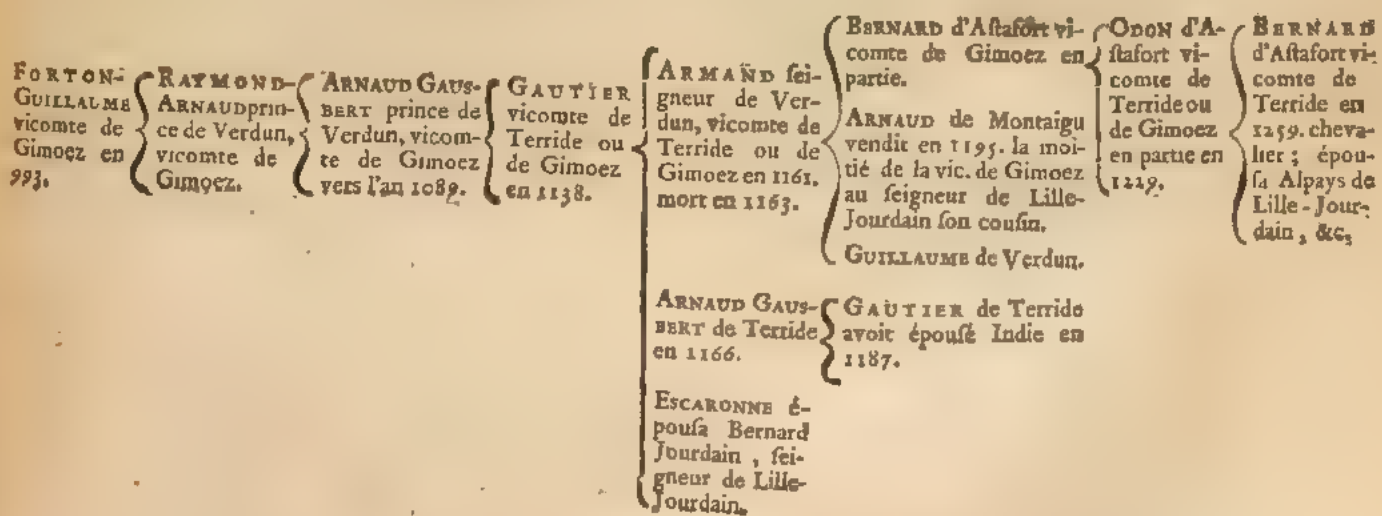 FORTON-
GUILLAUME
vicomte de
Gimoez en
993.
RAYMOND-
ARNAUD prin-
ce de Verdun,
vicomte de
Gimoez.
ARNAUD GAUS-
BERT prince de
Verdun, vicom-
te de Gimoez
vers l'an 1089.
GAUTIER
vicomte de
Terride ou
de Gimoez
en 1138.
ARMAND ſei-
gneur de Ver-
dun, vicomte de
Terride ou de
Gimoez en 1161.
mort en 1163.
BERNARD d'Aſtafort vi-
comte de Gimoez en
partie.
ARNAUD de Montaigu
vendit en 1195. la moi-
tié de la vic. de Gimoez
au ſeigneur de Lille-
Jourdain ſon couſin.
GUILLAUME de Verdun.
ODON d'A-
ſtafort vi-
comte de
Terride ou
de Gimoez
en partie en
1229.
BERNARD
d'Aſtafort vi-
comte de
Terride en
1259. cheva-
lier ; épou-
ſa Alpays de
Lille-Jour-
dain, &c.
ARNAUD GAUS-
BERT de Terride
en 1166.
GAUTIER de Terride
avoit épouſé Indie en
1187.
ESCARONNE é-
pouſa Bernard
Jourdain, ſei-
gneur de Lille-
Jourdain.